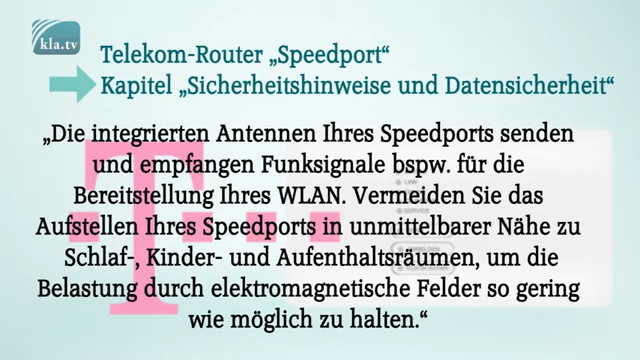 kla.tv
Telekom-Router „Speedport“
Kapitel „Sicherheitshinweise und Datensicherheit“
„Die integrierten Antennen Ihres Speedports senden
und empfangen Funksignale bspw. für die
Bereitstellung Ihres WLAN. Vermeiden Sie das
Aufstellen Ihres Speedports in unmittelbarer Nähe zu
Schlaf-, Kinder- und Aufenthaltsräumen, um die
Belastung durch elektromagnetische Felder so gering
wie möglich zu halten.“